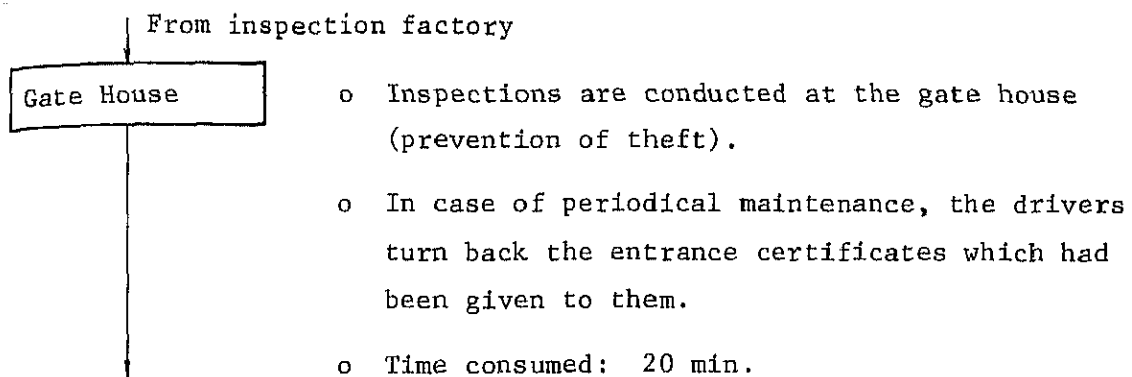 From inspection factory
Gate House
o Inspections are conducted at the gate house
(prevention of theft).
o In case of periodical maintenance, the drivers
turn back the entrance certificates which had
been given to them.
o Time consumed: 20 min.